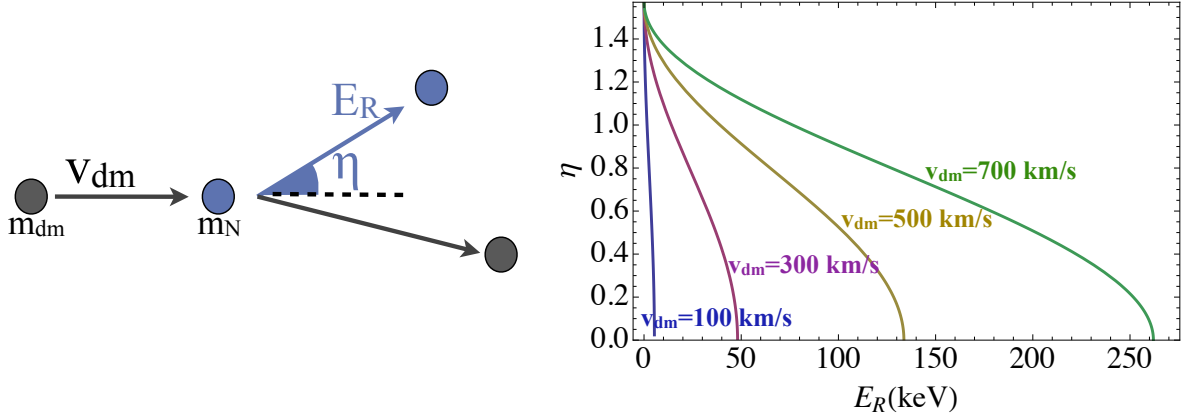 E_R
η
v_dm
m_dm
m_N
η
1.4
1.2
1.0
0.8
0.6
0.4
0.2
0.0
v_dm=700 km/s
v_dm=500 km/s
v_dm=300 km/s
v_dm=100 km/s
0 50 100 150 200 250
E_R(keV)